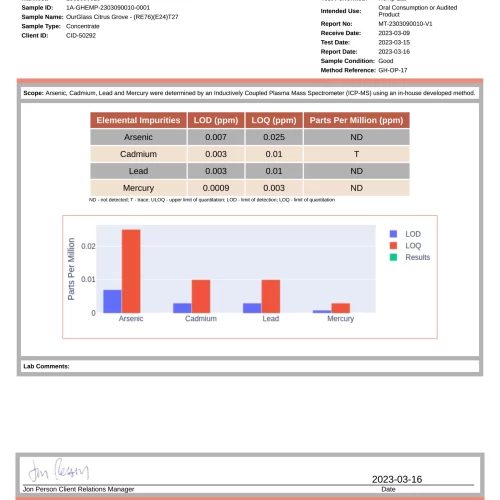 Sample ID: 1A-GHEMP-2303090010-0001
Sample Name: OurGlass Citrus Grove - (RE76)(E24)T27
Sample Type: Concentrate
Client ID: CID-50292
Intended Use: Oral Consumption or Audited Product
Report No: MT-2303090010-V1
Receive Date: 2023-03-09
Test Date: 2023-03-15
Report Date: 2023-03-16
Sample Condition: Good
Method Reference: GH-OP-17
Scope: Arsenic, Cadmium, Lead and Mercury were determined by an Inductively Coupled Plasma Mass Spectrometer (ICP-MS) using an in-house developed method.
Elemental Impurities LOD (ppm) LOQ (ppm) Parts Per Million (ppm)
Arsenic 0.007 0.025 ND
Cadmium 0.003 0.01 T
Lead 0.003 0.01 ND
Mercury 0.0009 0.003 ND
ND - not detected; T - trace; ULOQ - upper limit of quantitation; LOD - limit of detection; LOQ - limit of quantitation
Parts Per Million
0.02
0.01
0
Arsenic Cadmium Lead Mercury
LOD
LOQ
Results
Lab Comments:
Jon Person
2023-03-16
Jon Person Client Relations Manager Date